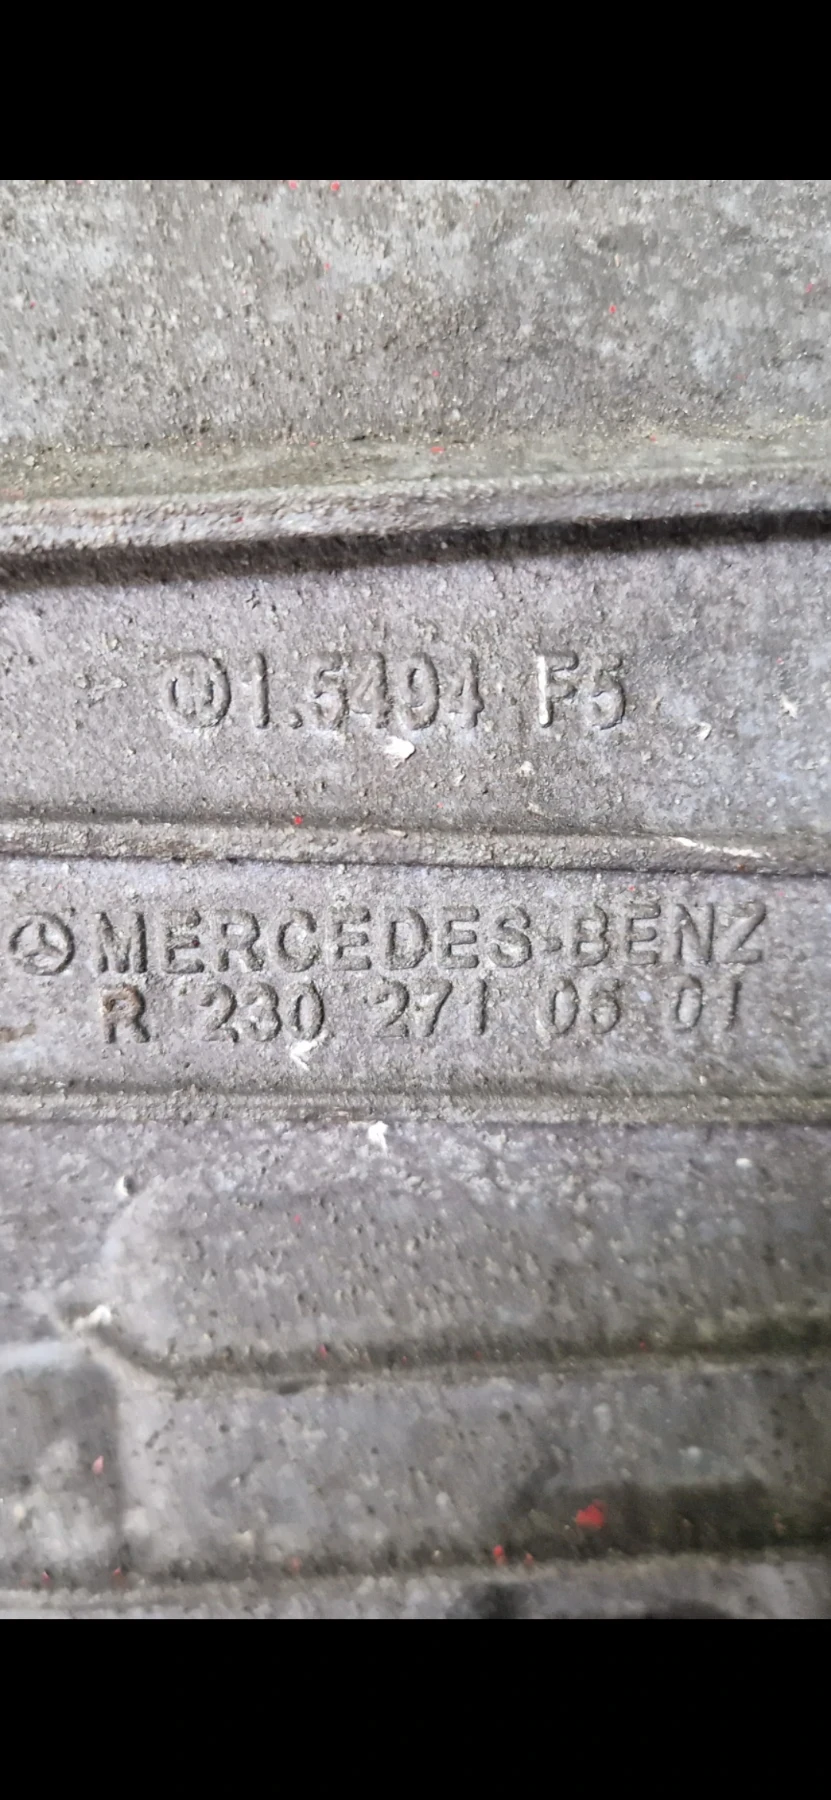 H 1.5494 F5
MERCEDES-BENZ
R 230 271 05 01